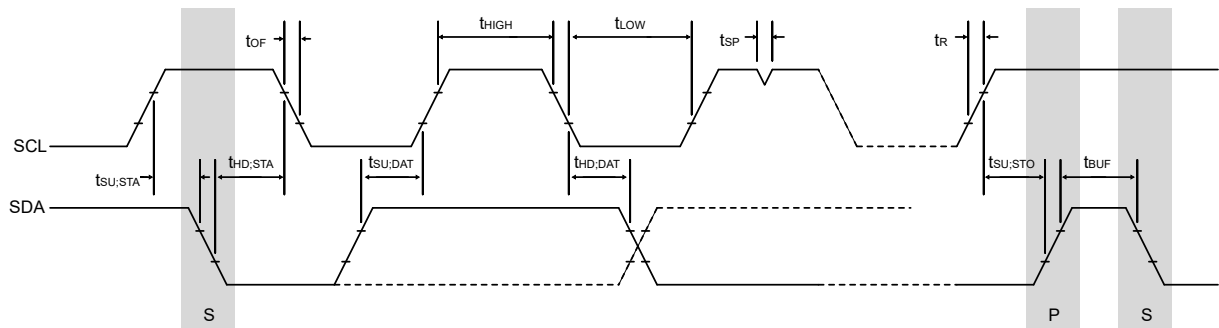 tOF
tHIGH
tLOW
tSP
tR
SCL
tSU;STA
tHD;STA
tSU;DAT
tHD;DAT
tSU;STO
tBUF
SDA
S
P
S